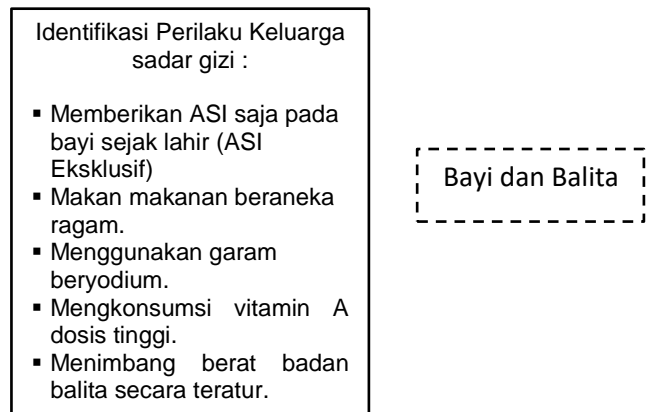 Identifikasi Perilaku Keluarga
sadar gizi :
▪ Memberikan ASI saja pada
bayi sejak lahir (ASI
Eksklusif)
▪ Makan makanan beraneka
ragam.
▪ Menggunakan garam
beryodium.
▪ Mengkonsumsi vitamin A
dosis tinggi.
▪ Menimbang berat badan
balita secara teratur.
Bayi dan Balita